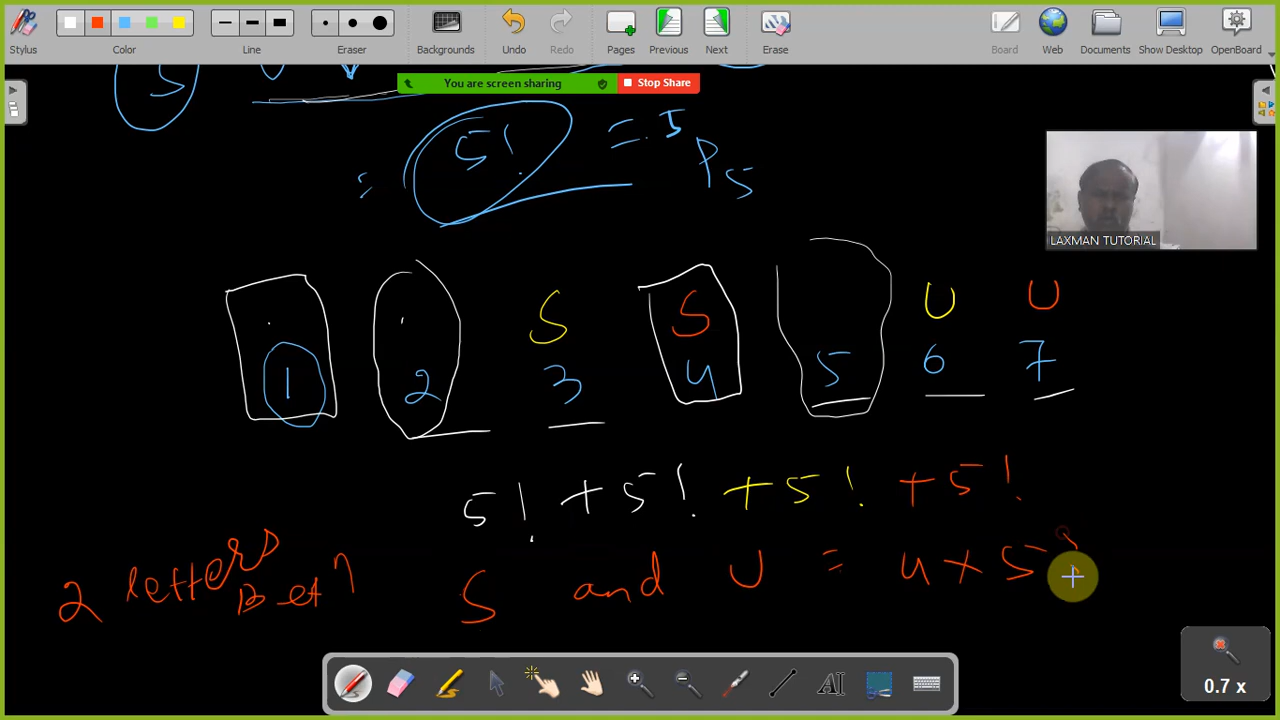 Stylus
Color
Line
Eraser
Backgrounds
Undo
Redo
Pages
Previous
Next
Erase
Board
Web
Documents
Show Desktop
OpenBoard
You are screen sharing
Stop Share
5! = 5P5
=
LAXMAN TUTORIAL
S S U U
1 2 3 4 5 6 7
5! + 5! + 5! + 5!
2 letters Betn S and U = 4 × 5
0.7 x